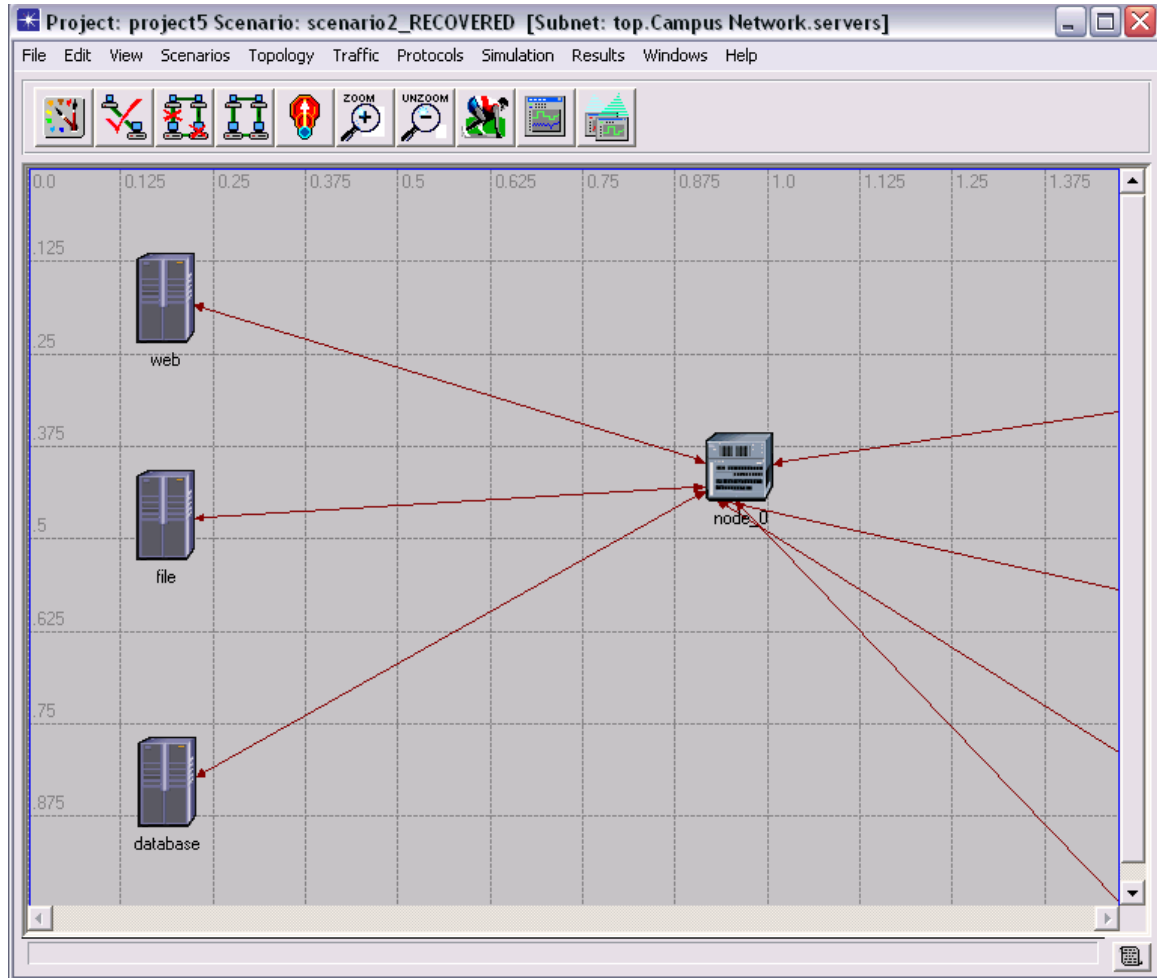 Project: project5 Scenario: scenario2_RECOVERED [Subnet: top.Campus Network.servers]
File Edit View Scenarios Topology Traffic Protocols Simulation Results Windows Help
ZOOM UNZOOM
0.0 0.125 0.25 0.375 0.5 0.625 0.75 0.875 1.0 1.125 1.25 1.375
.125
.25
web
.375
node_0
.5
file
.625
.75
.875
database